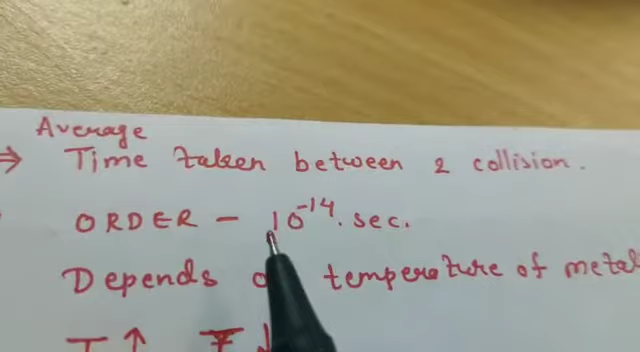 Average
⇒ Time taken between 2 collision.
ORDER - 10⁻¹⁴. sec.
Depends temperature of metal
T ↑